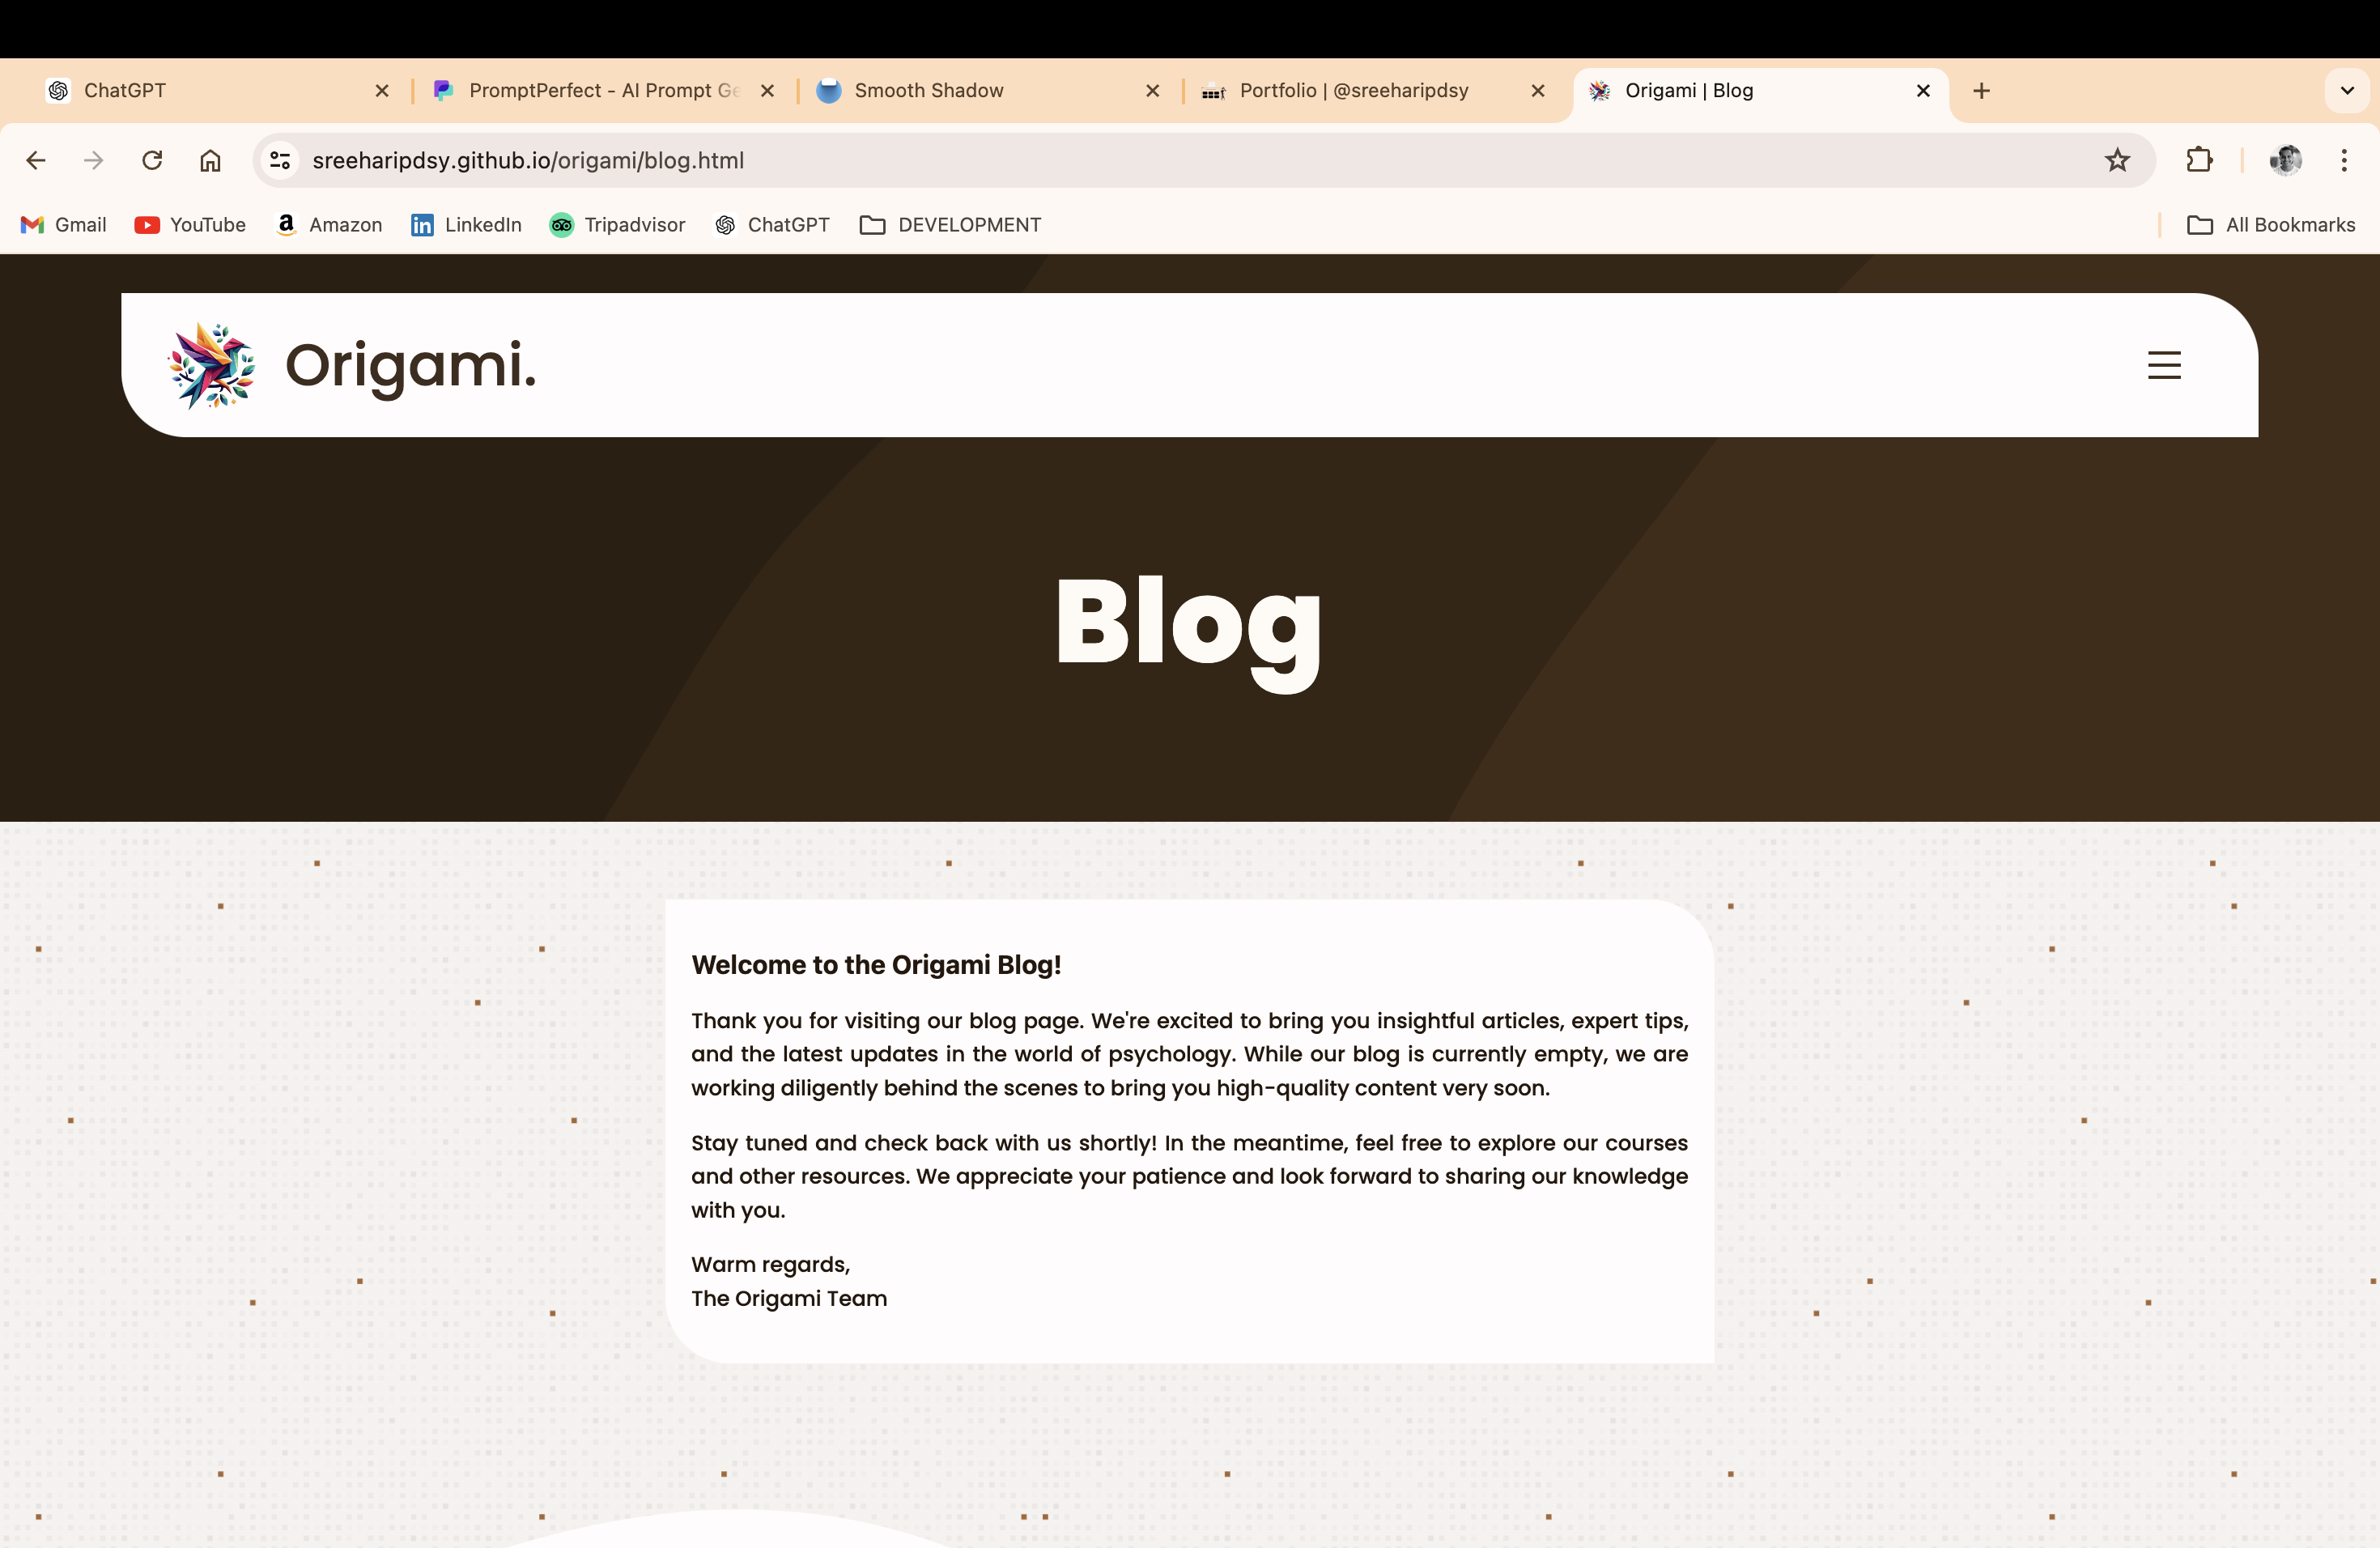 ChatGPT
PromptPerfect - AI Prompt Ge
Smooth Shadow
Portfolio | @sreeharipdsy
Origami | Blog
sreeharipdsy.github.io/origami/blog.html
Gmail
YouTube
Amazon
LinkedIn
Tripadvisor
ChatGPT
DEVELOPMENT
All Bookmarks
Origami.
Blog
Welcome to the Origami Blog!
Thank you for visiting our blog page. We're excited to bring you insightful articles, expert tips,
and the latest updates in the world of psychology. While our blog is currently empty, we are
working diligently behind the scenes to bring you high-quality content very soon.
Stay tuned and check back with us shortly! In the meantime, feel free to explore our courses
and other resources. We appreciate your patience and look forward to sharing our knowledge
with you.
Warm regards,
The Origami Team